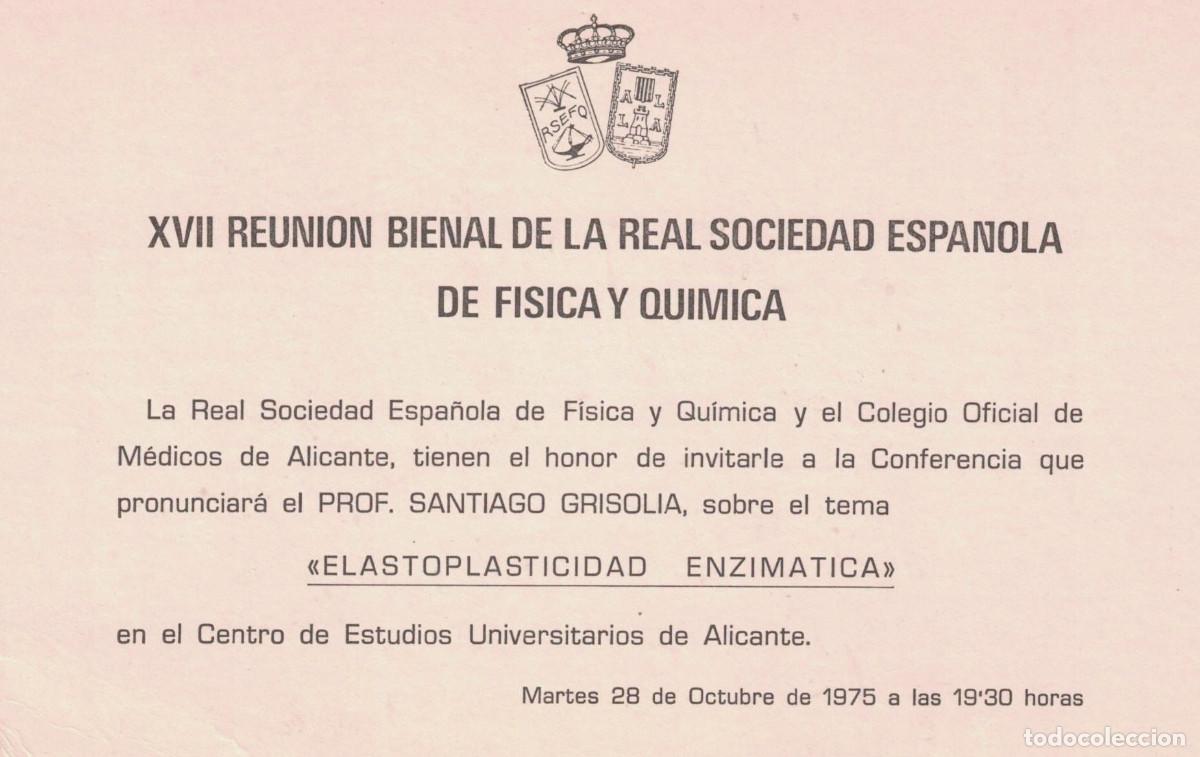 RSEFQ
A L
L A
XVII REUNION BIENAL DE LA REAL SOCIEDAD ESPAÑOLA
DE FISICA Y QUIMICA
La Real Sociedad Española de Física y Química y el Colegio Oficial de
Médicos de Alicante, tienen el honor de invitarle a la Conferencia que
pronunciará el PROF. SANTIAGO GRISOLIA, sobre el tema
«ELASTOPLASTICIDAD ENZIMATICA»
en el Centro de Estudios Universitarios de Alicante.
Martes 28 de Octubre de 1975 a las 19'30 horas
todocoleccion